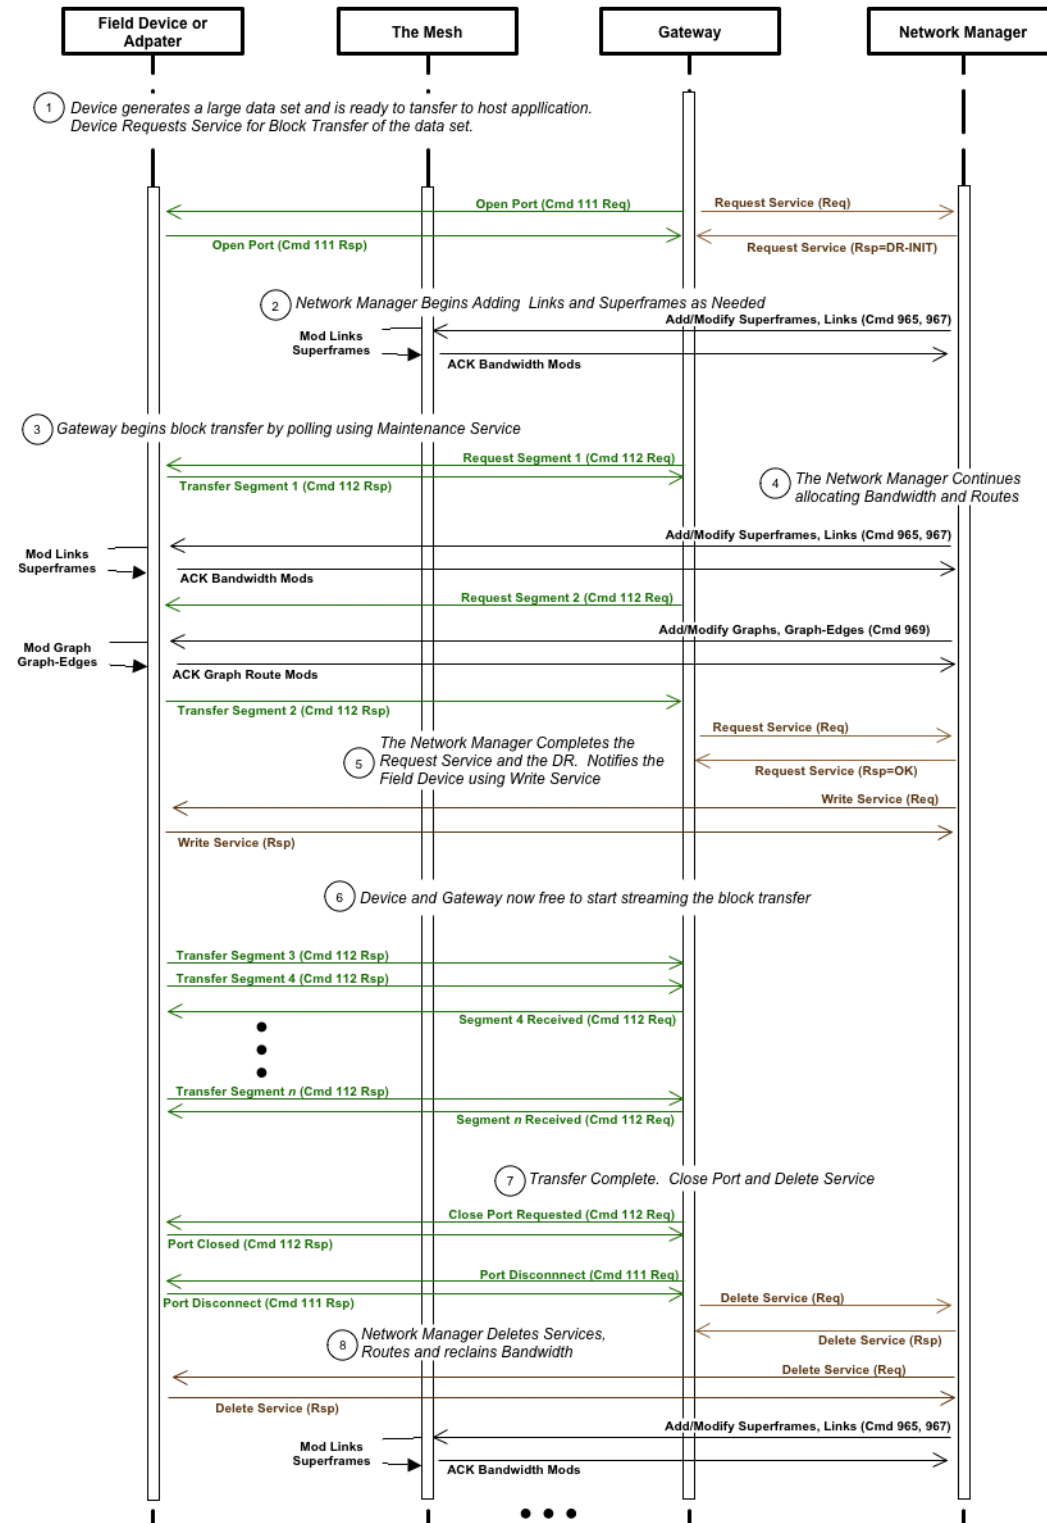 Field Device or
Adpater
The Mesh
Gateway
Network Manager
1
Device generates a large data set and is ready to tansfer to host appllication.
Device Requests Service for Block Transfer of the data set.
Open Port (Cmd 111 Req)
Request Service (Req)
Open Port (Cmd 111 Rsp)
Request Service (Rsp=DR-INIT)
2
Network Manager Begins Adding Links and Superframes as Needed
Add/Modify Superframes, Links (Cmd 965, 967)
Mod Links
Superframes
ACK Bandwidth Mods
3
Gateway begins block transfer by polling using Maintenance Service
Request Segment 1 (Cmd 112 Req)
Transfer Segment 1 (Cmd 112 Rsp)
4
The Network Manager Continues
allocating Bandwidth and Routes
Add/Modify Superframes, Links (Cmd 965, 967)
Mod Links
Superframes
ACK Bandwidth Mods
Request Segment 2 (Cmd 112 Req)
Add/Modify Graphs, Graph-Edges (Cmd 969)
Mod Graph
Graph-Edges
ACK Graph Route Mods
Transfer Segment 2 (Cmd 112 Rsp)
Request Service (Req)
5
The Network Manager Completes the
Request Service and the DR. Notifies the
Field Device using Write Service
Request Service (Rsp=OK)
Write Service (Req)
Write Service (Rsp)
6
Device and Gateway now free to start streaming the block transfer
Transfer Segment 3 (Cmd 112 Rsp)
Transfer Segment 4 (Cmd 112 Rsp)
Segment 4 Received (Cmd 112 Req)
Transfer Segment n (Cmd 112 Rsp)
Segment n Received (Cmd 112 Req)
7
Transfer Complete. Close Port and Delete Service
Close Port Requested (Cmd 112 Req)
Port Closed (Cmd 112 Rsp)
Port Disconnnect (Cmd 111 Req)
Port Disconnect (Cmd 111 Rsp)
Delete Service (Req)
Delete Service (Rsp)
8
Network Manager Deletes Services,
Routes and reclains Bandwidth
Delete Service (Req)
Delete Service (Rsp)
Add/Modify Superframes, Links (Cmd 965, 967)
Mod Links
Superframes
ACK Bandwidth Mods